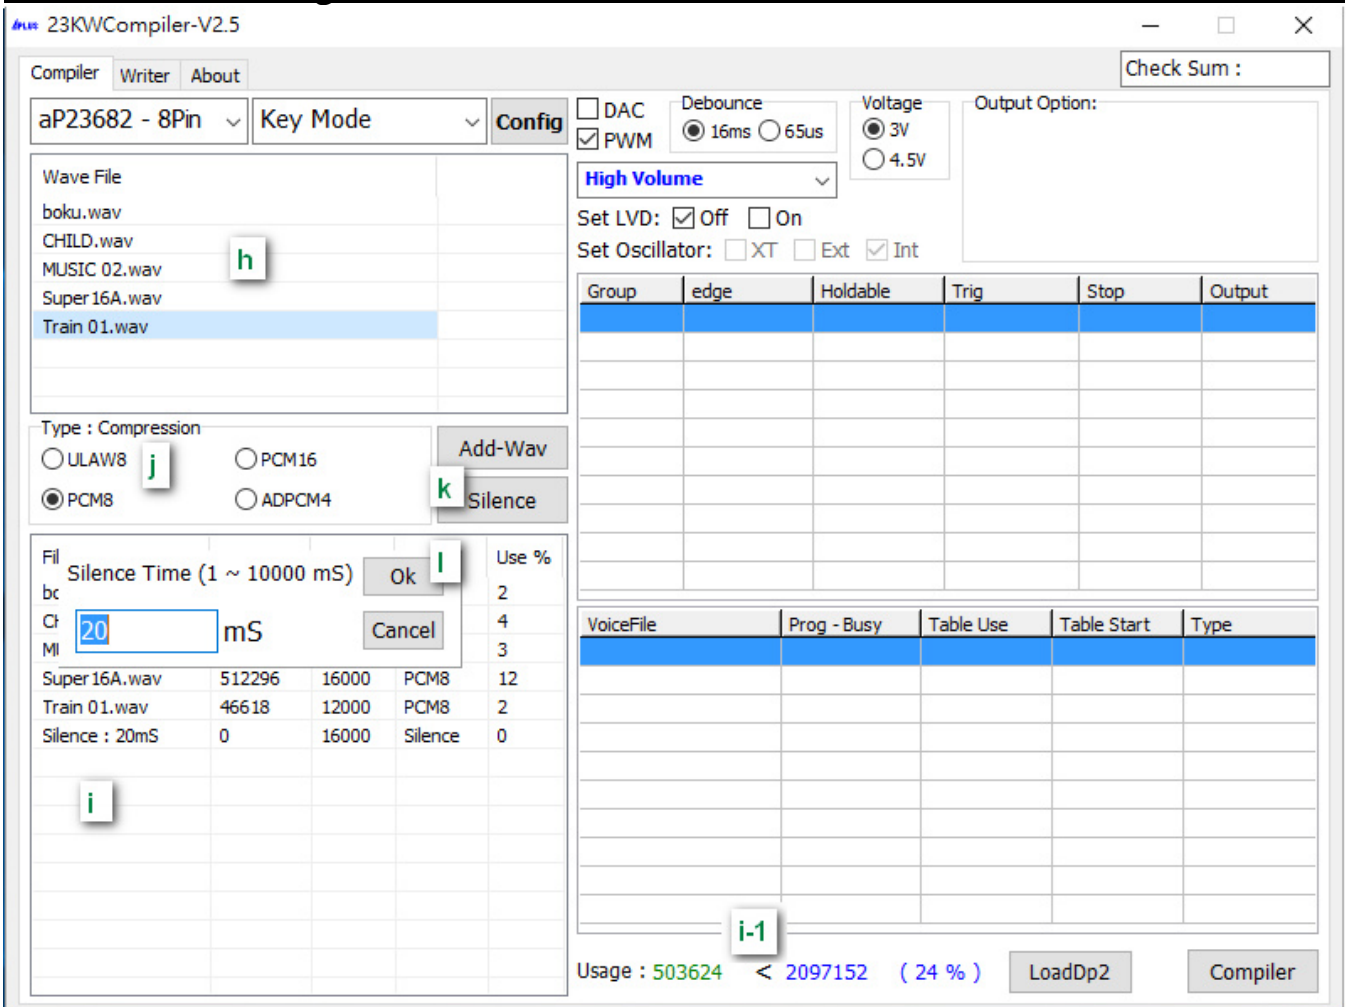 23KWCompiler-V2.5
Compiler Writer About
Check Sum :
aP23682 - 8Pin Key Mode Config
Wave File
boku.wav
CHILD.wav
MUSIC 02.wav
Super16A.wav
Train 01.wav
h
Type : Compression
ULAW8 PCM16
PCM8 ADPCM4
j
Add-Wav
k
Silence
Use %
2
4
3
Silence Time (1 ~ 10000 mS) Ok
l
20 mS Cancel
Super16A.wav 512296 16000 PCM8 12
Train 01.wav 46618 12000 PCM8 2
Silence : 20mS 0 16000 Silence 0
i
DAC
PWM
Debounce
16ms 65us
Voltage
3V
4.5V
Output Option:
High Volume
Set LVD: Off On
Set Oscillator: XT Ext Int
Group edge Holdable Trig Stop Output
VoiceFile Prog - Busy Table Use Table Start Type
i-1
Usage : 503624 < 2097152 ( 24 % ) LoadDp2 Compiler